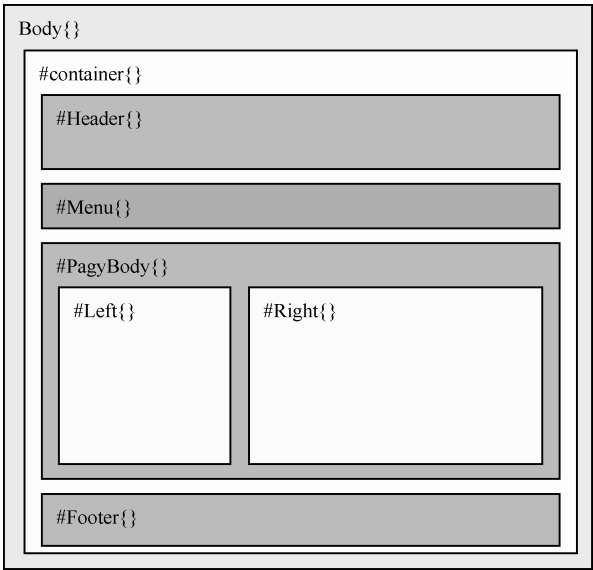 Body{}
#container{}
#Header{}
#Menu{}
#PagyBody{}
#Left{}
#Right{}
#Footer{}